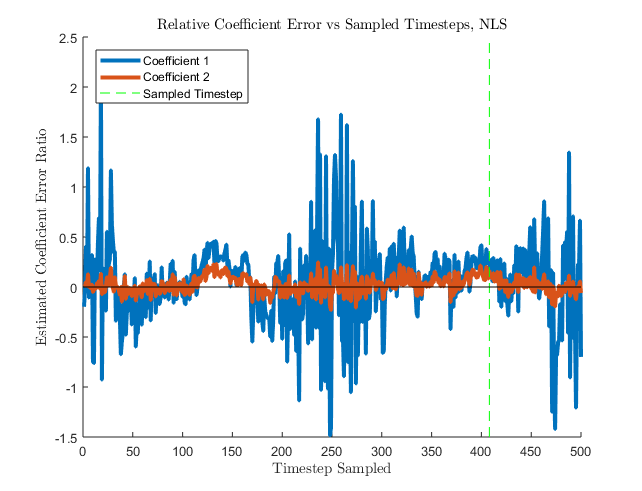 Relative Coefficient Error vs Sampled Timesteps, NLS
2.5
2
1.5
1
0.5
0
-0.5
-1
-1.5
Estimated Coefficient Error Ratio
Coefficient 1
Coefficient 2
Sampled Timestep
0 50 100 150 200 250 300 350 400 450 500
Timestep Sampled